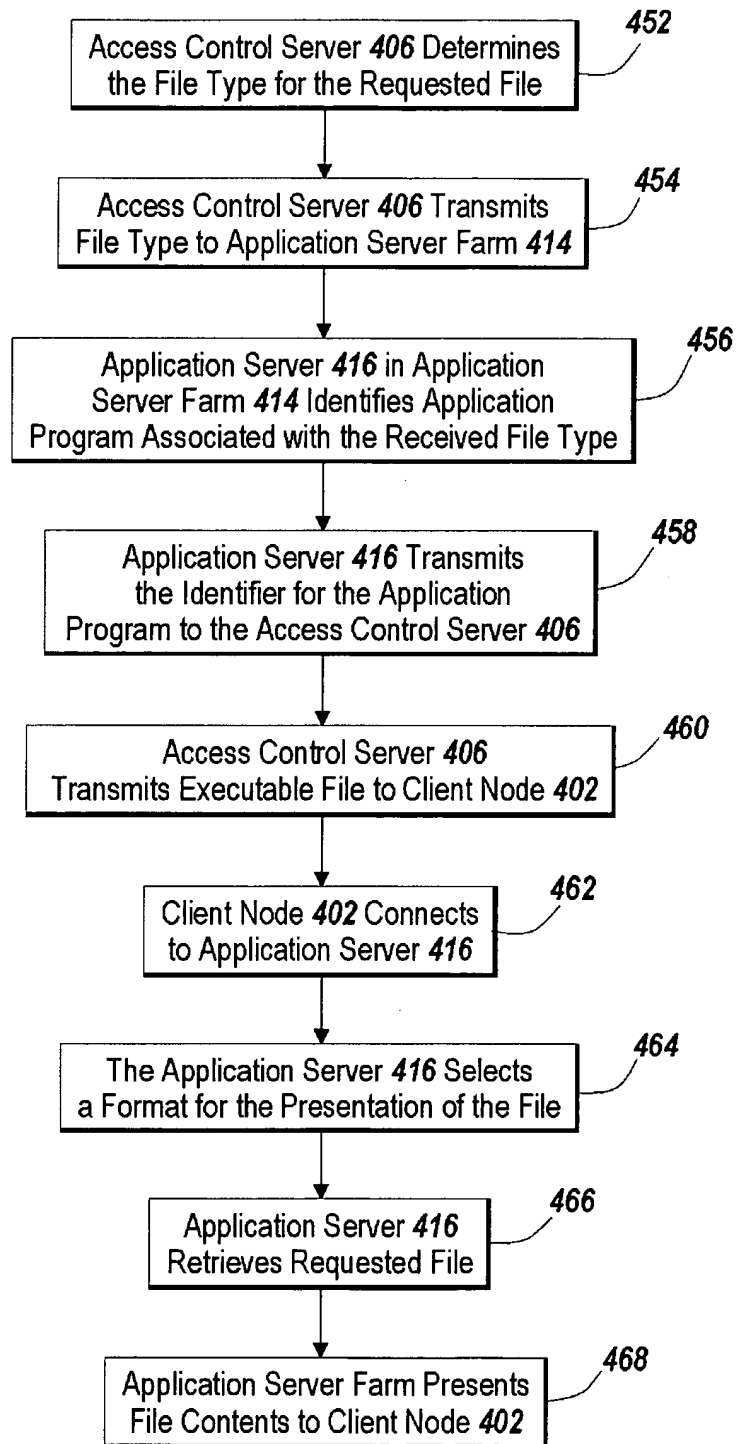 452
Access Control Server 406 Determines
the File Type for the Requested File
454
Access Control Server 406 Transmits
File Type to Application Server Farm 414
456
Application Server 416 in Application
Server Farm 414 Identifies Application
Program Associated with the Received File Type
458
Application Server 416 Transmits
the Identifier for the Application
Program to the Access Control Server 406
460
Access Control Server 406
Transmits Executable File to Client Node 402
462
Client Node 402 Connects
to Application Server 416
464
The Application Server 416 Selects
a Format for the Presentation of the File
466
Application Server 416
Retrieves Requested File
468
Application Server Farm Presents
File Contents to Client Node 402